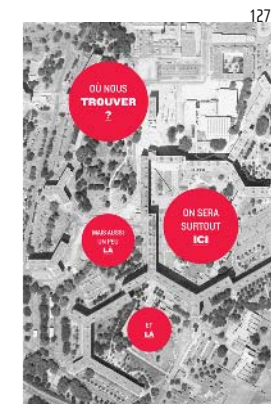 127
OÙ NOUS
TROUVER
?
ON SERA
SURTOUT
ICI
MAIS AUSSI
UN PEU
LÀ
ET
LÀ